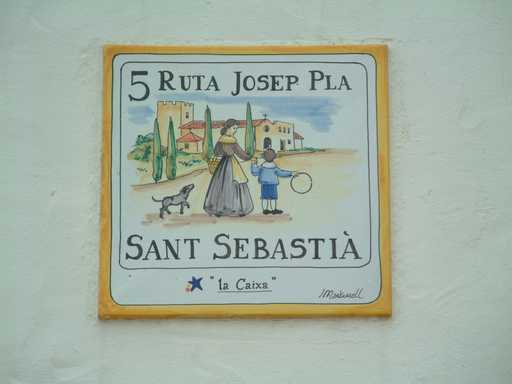 5 RUTA JOSEP PLA
SANT SEBASTIÀ
"la Caixa"